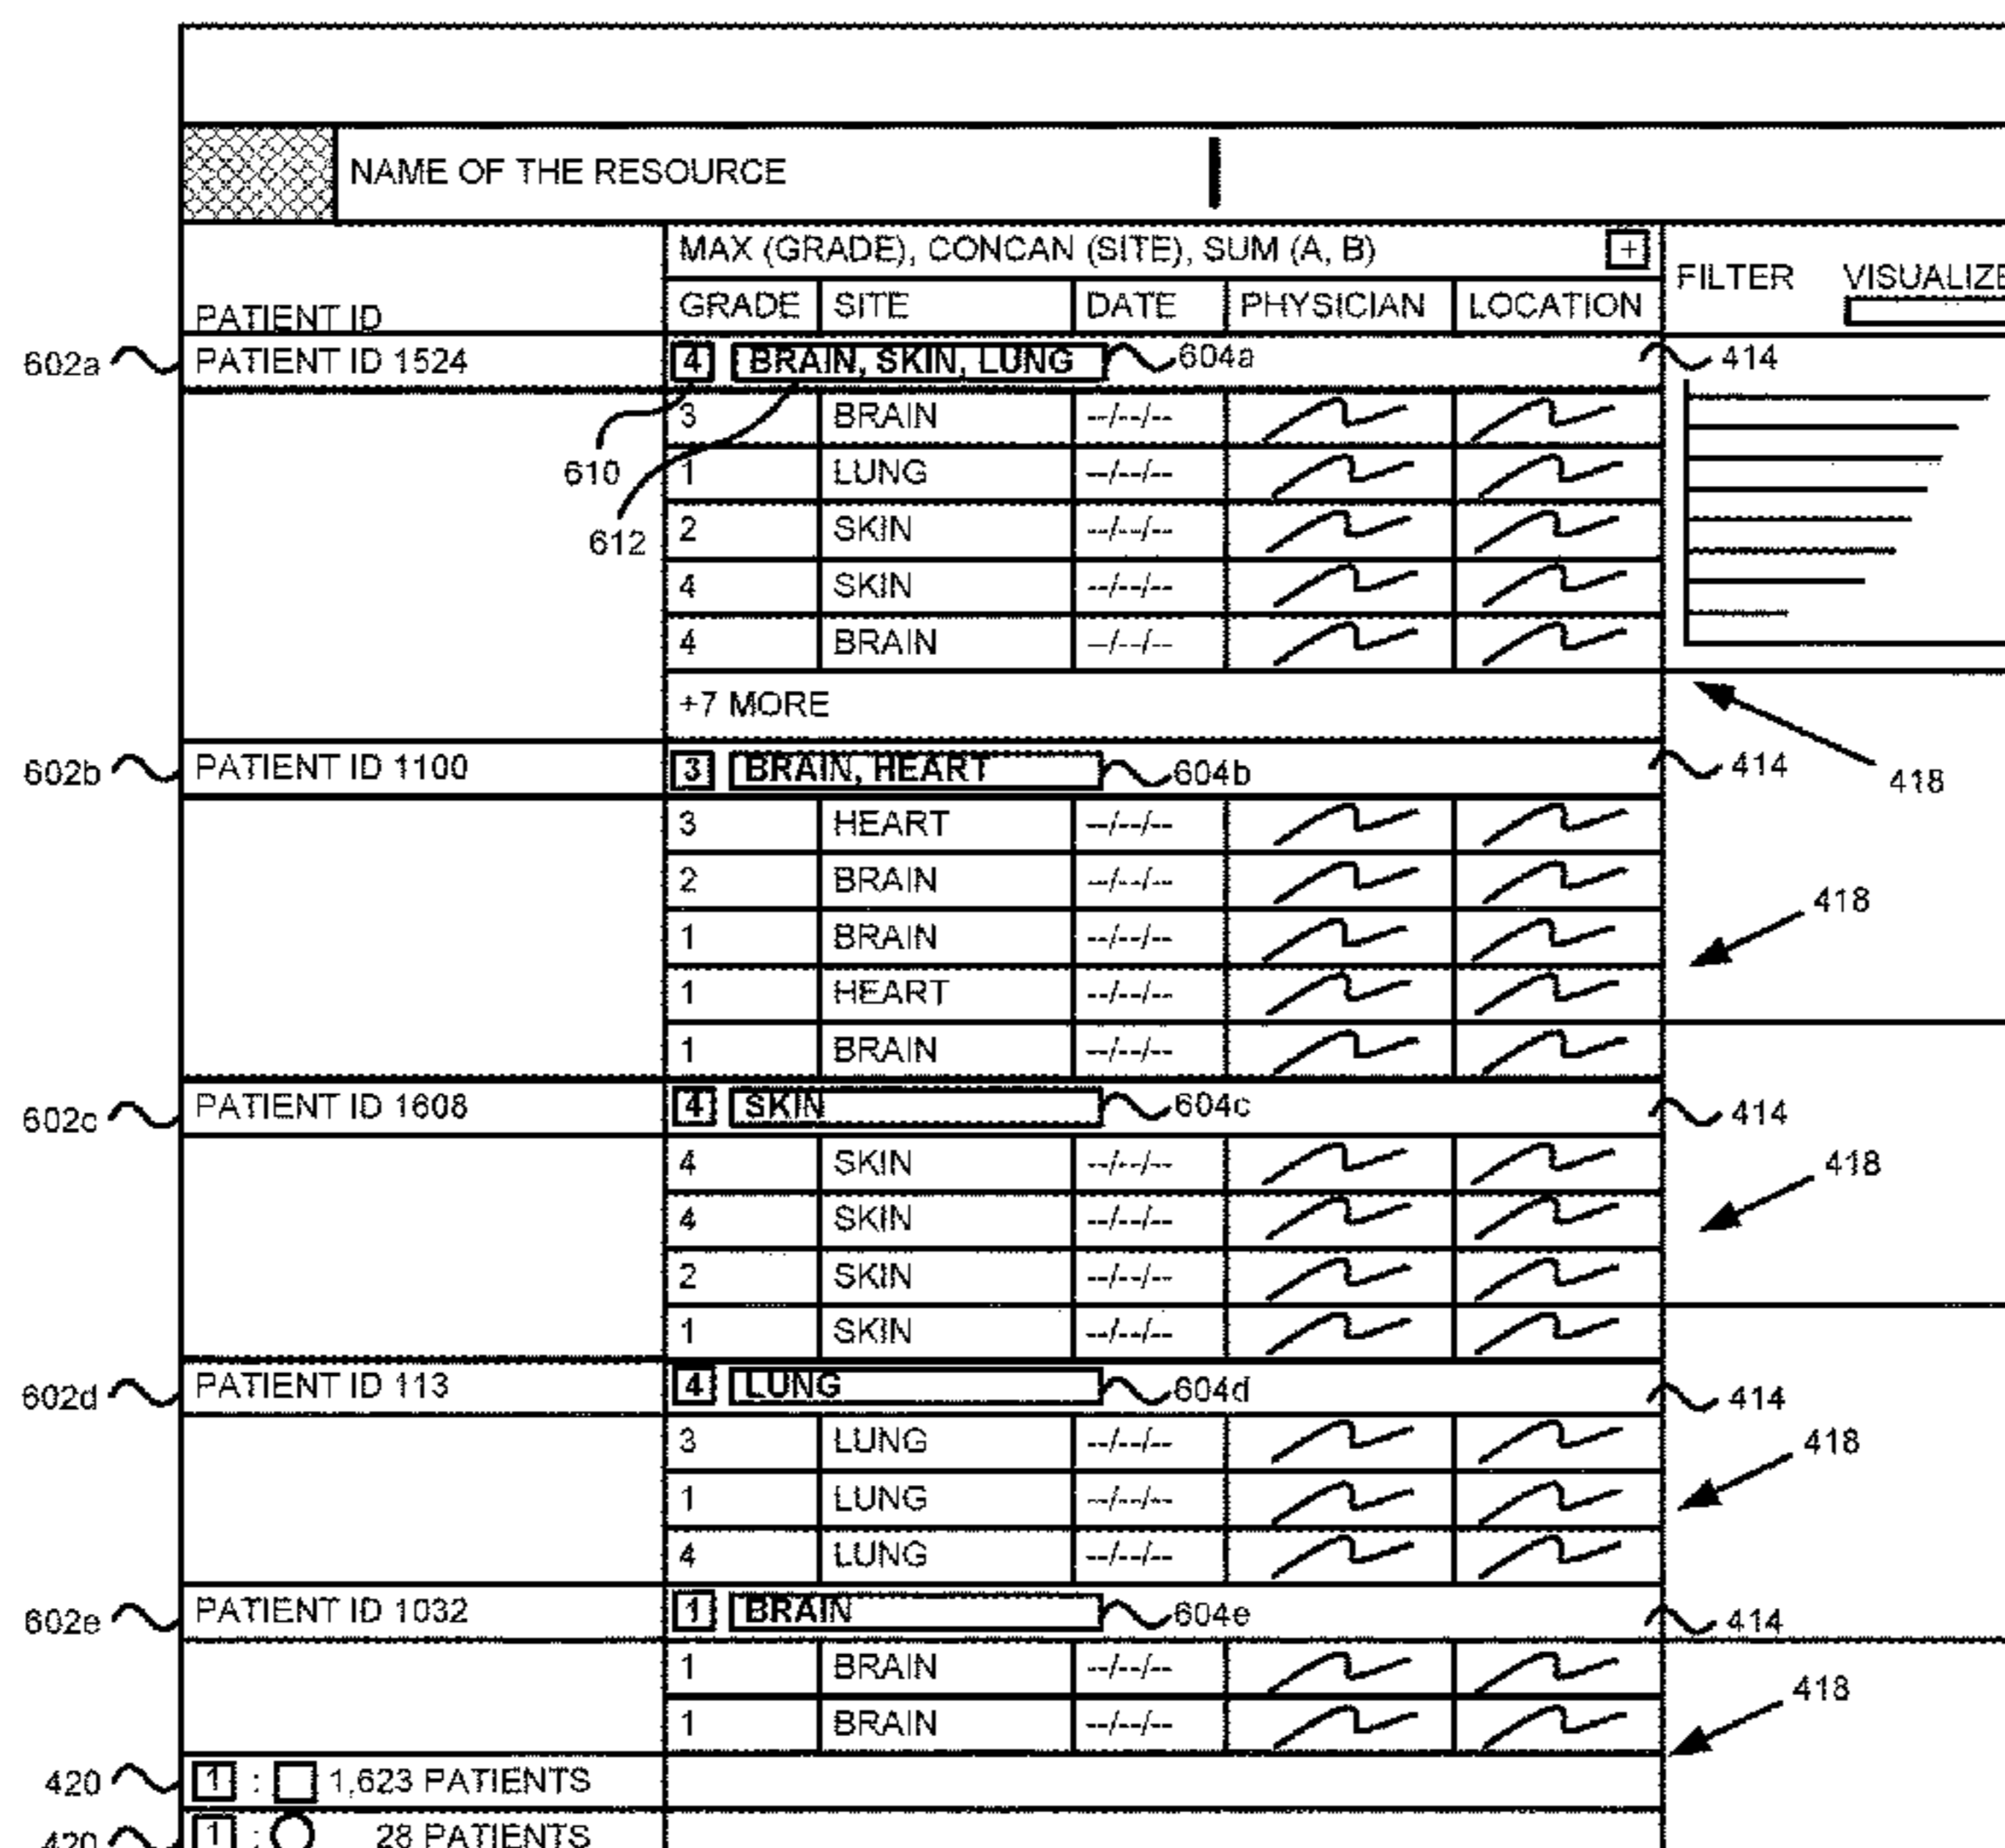 NAME OF THE RESOURCE
MAX (GRADE), CONCAN (SITE), SUM (A, B) +
FILTER VISUALIZE
PATIENT ID GRADE SITE DATE PHYSICIAN LOCATION
602a PATIENT ID 1524 4 BRAIN, SKIN, LUNG 604a 414
3 BRAIN --/--/--
610 1 LUNG --/--/--
612 2 SKIN --/--/--
4 SKIN --/--/--
4 BRAIN --/--/--
+7 MORE
602b PATIENT ID 1100 3 BRAIN, HEART 604b 414
418
3 HEART --/--/--
2 BRAIN --/--/--
418
1 BRAIN --/--/--
1 HEART --/--/--
1 BRAIN --/--/--
602c PATIENT ID 1608 4 SKIN 604c 414
4 SKIN --/--/-- 418
4 SKIN --/--/--
2 SKIN --/--/--
1 SKIN --/--/--
602d PATIENT ID 113 4 LUNG 604d 414
3 LUNG --/--/-- 418
1 LUNG --/--/--
4 LUNG --/--/--
602e PATIENT ID 1032 1 BRAIN 604e 414
1 BRAIN --/--/-- 418
1 BRAIN --/--/--
420 1 : 1,623 PATIENTS
420 1 : 28 PATIENTS